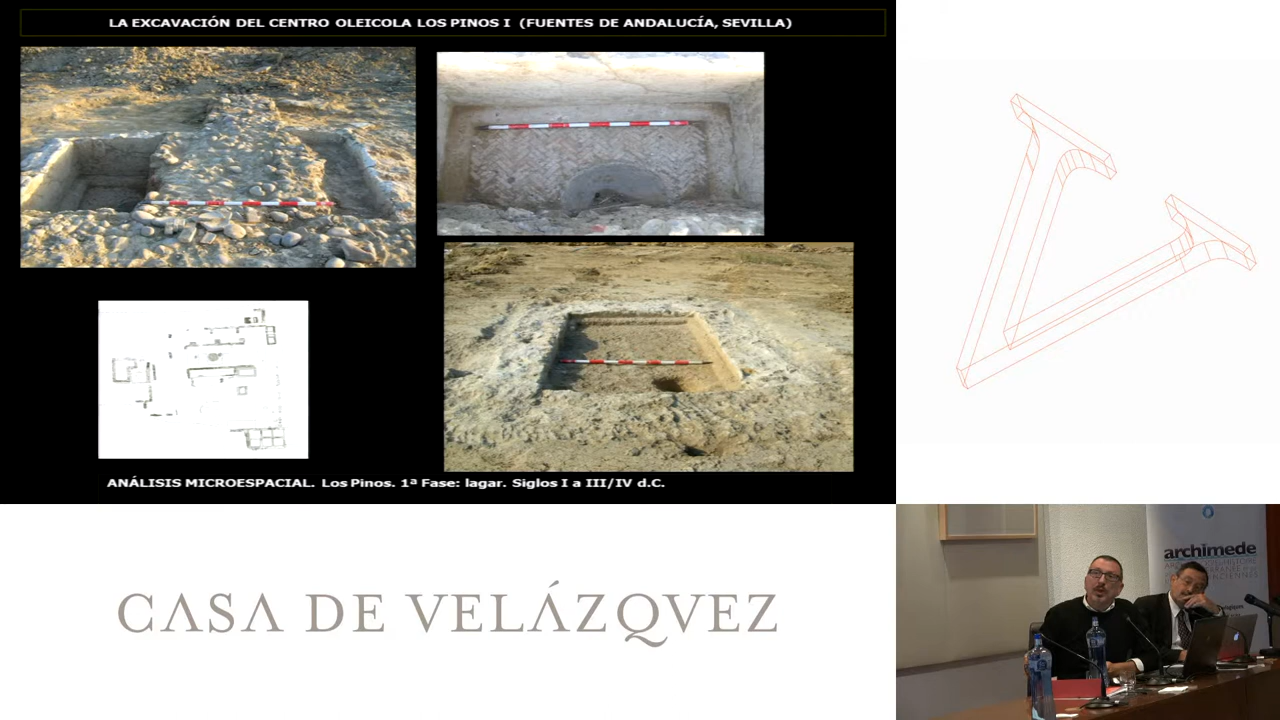 LA EXCAVACIÓN DEL CENTRO OLEICOLA LOS PINOS I (FUENTES DE ANDALUCÍA, SEVILLA)
ANÁLISIS MICROESPACIAL. Los Pinos. 1ª Fase: lagar. Siglos I a III/IV d.C.
CASA DE VELÁZQVEZ
archimede